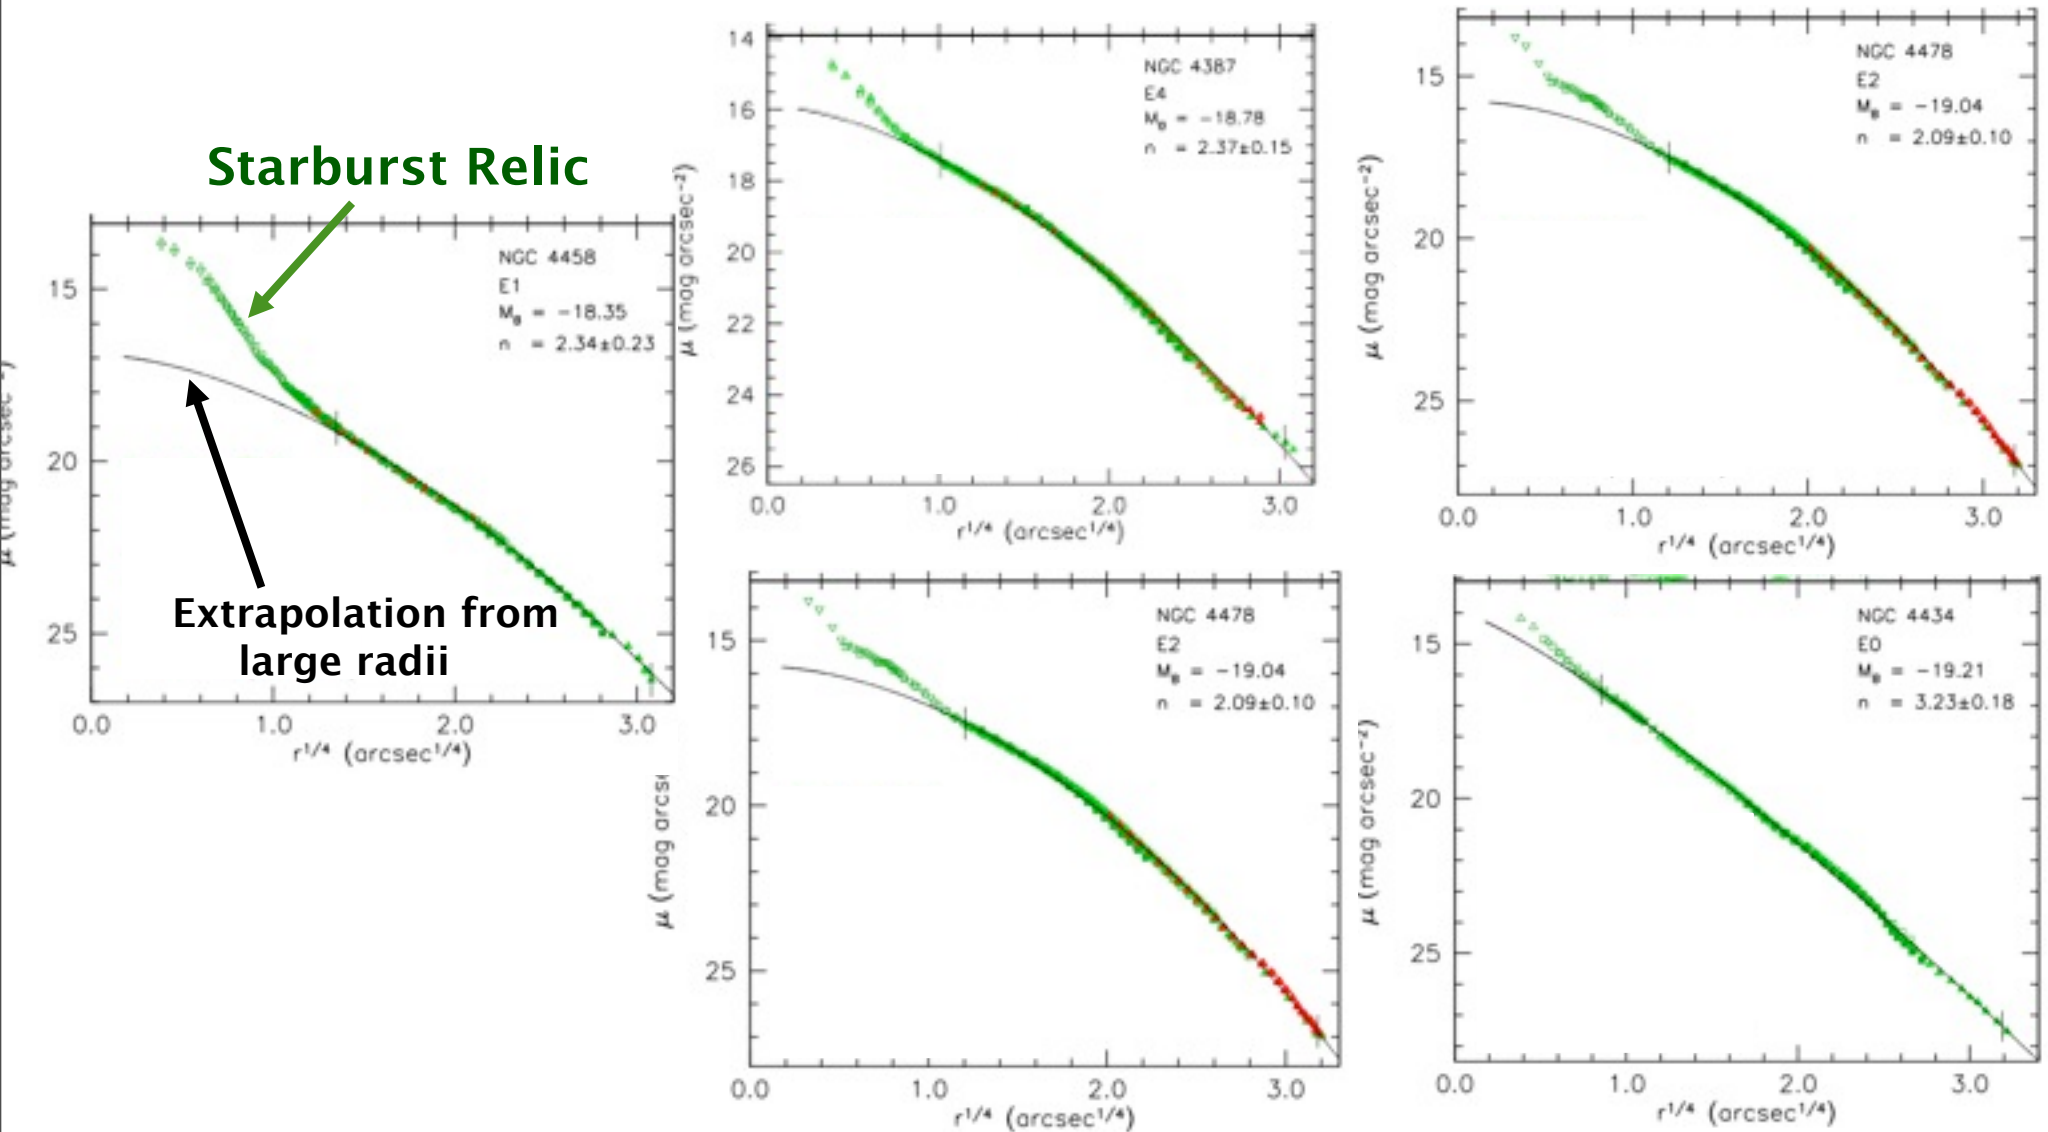 Starburst Relic
NGC 4458
E1
M_B = −18.35
n = 2.34±0.23
15
20
25
Extrapolation from
large radii
0.0 1.0 2.0 3.0
r^1/4 (arcsec^1/4)
μ (mag arcsec^−2)
14
16
18
20
22
24
26
NGC 4387
E4
M_B = −18.78
n = 2.37±0.15
0.0 1.0 2.0 3.0
r^1/4 (arcsec^1/4)
μ (mag arcsec^−2)
15
20
25
NGC 4478
E2
M_B = −19.04
n = 2.09±0.10
0.0 1.0 2.0 3.0
r^1/4 (arcsec^1/4)
μ (mag arcs
15
20
25
NGC 4478
E2
M_B = −19.04
n = 2.09±0.10
0.0 1.0 2.0 3.0
r^1/4 (arcsec^1/4)
μ (mag arcsec^−2)
15
20
25
NGC 4434
E0
M_B = −19.21
n = 3.23±0.18
0.0 1.0 2.0 3.0
r^1/4 (arcsec^1/4)